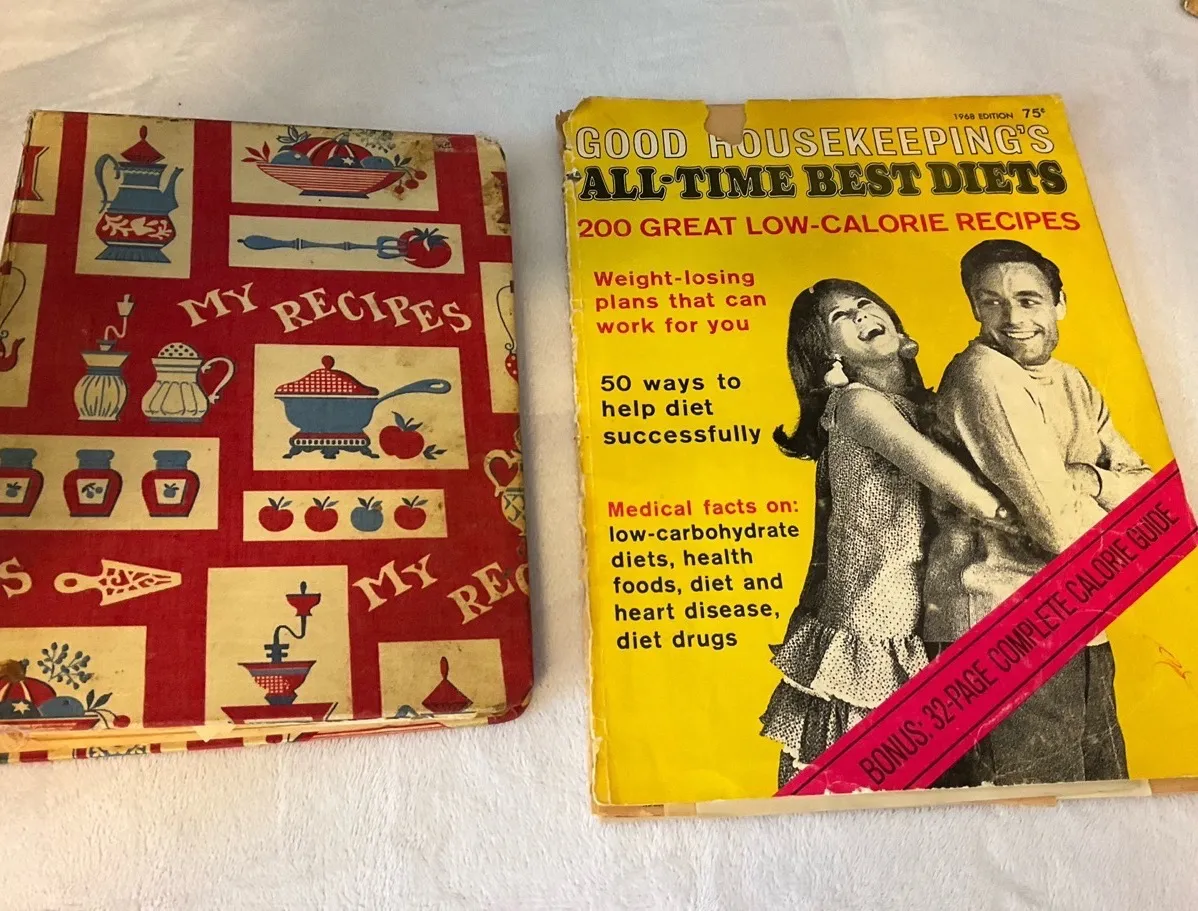 MY RECIPES
S
MY
REC
1968 EDITION 75¢
GOOD HOUSEKEEPING'S
ALL-TIME BEST DIETS
200 GREAT LOW-CALORIE RECIPES
Weight-losing
plans that can
work for you
50 ways to
help diet
successfully
Medical facts on:
low-carbohydrate
diets, health
foods, diet and
heart disease,
diet drugs
BONUS: 32-PAGE COMPLETE CALORIE GUIDE